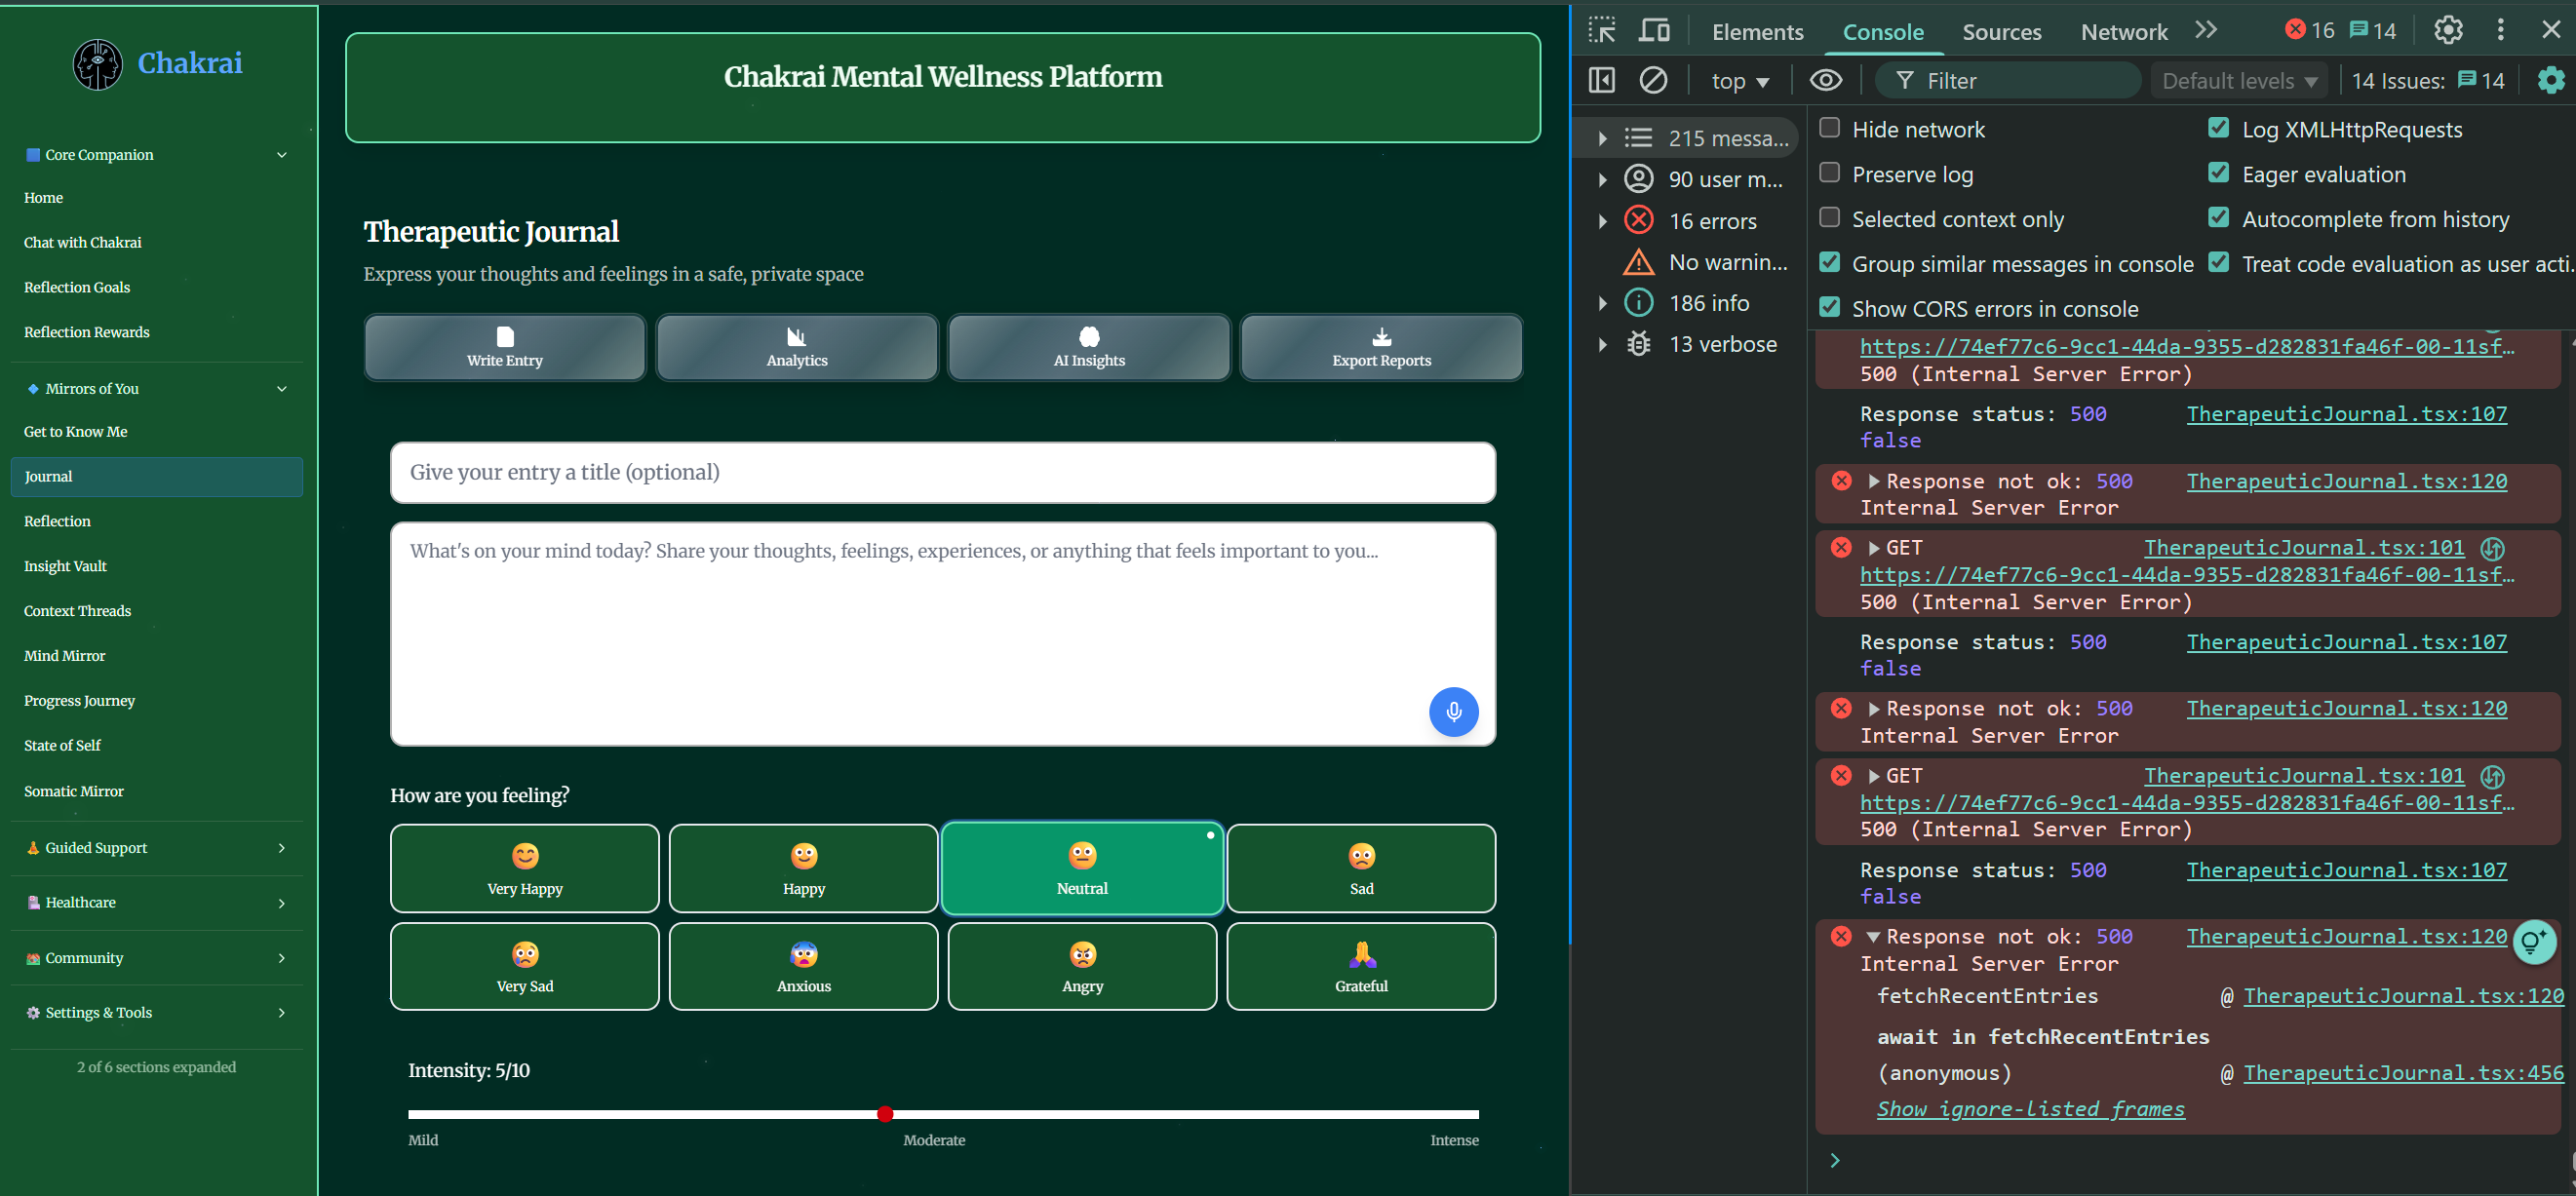 Chakrai
Core Companion
Home
Chat with Chakrai
Reflection Goals
Reflection Rewards
Mirrors of You
Get to Know Me
Journal
Reflection
Insight Vault
Context Threads
Mind Mirror
Progress Journey
State of Self
Somatic Mirror
Guided Support
Healthcare
Community
Settings & Tools
2 of 6 sections expanded
Chakrai Mental Wellness Platform
Therapeutic Journal
Express your thoughts and feelings in a safe, private space
Write Entry
Analytics
AI Insights
Export Reports
Give your entry a title (optional)
What's on your mind today? Share your thoughts, feelings, experiences, or anything that feels important to you...
How are you feeling?
Very Happy
Happy
Neutral
Sad
Very Sad
Anxious
Angry
Grateful
Intensity: 5/10
Mild Moderate Intense
Elements Console Sources Network 16 14
top Filter Default levels 14 Issues: 14
215 messa...
90 user m...
16 errors
No warnin...
186 info
13 verbose
Hide network Log XMLHttpRequests
Preserve log Eager evaluation
Selected context only Autocomplete from history
Group similar messages in console Treat code evaluation as user acti...
Show CORS errors in console
https://74ef77c6-9cc1-44da-9355-d282831fa46f-00-11sf…
500 (Internal Server Error)
Response status: 500 TherapeuticJournal.tsx:107
false
Response not ok: 500 TherapeuticJournal.tsx:120
Internal Server Error
GET TherapeuticJournal.tsx:101
https://74ef77c6-9cc1-44da-9355-d282831fa46f-00-11sf…
500 (Internal Server Error)
Response status: 500 TherapeuticJournal.tsx:107
false
Response not ok: 500 TherapeuticJournal.tsx:120
Internal Server Error
GET TherapeuticJournal.tsx:101
https://74ef77c6-9cc1-44da-9355-d282831fa46f-00-11sf…
500 (Internal Server Error)
Response status: 500 TherapeuticJournal.tsx:107
false
Response not ok: 500 TherapeuticJournal.tsx:120
Internal Server Error
fetchRecentEntries @ TherapeuticJournal.tsx:120
await in fetchRecentEntries
(anonymous) @ TherapeuticJournal.tsx:456
Show ignore-listed frames